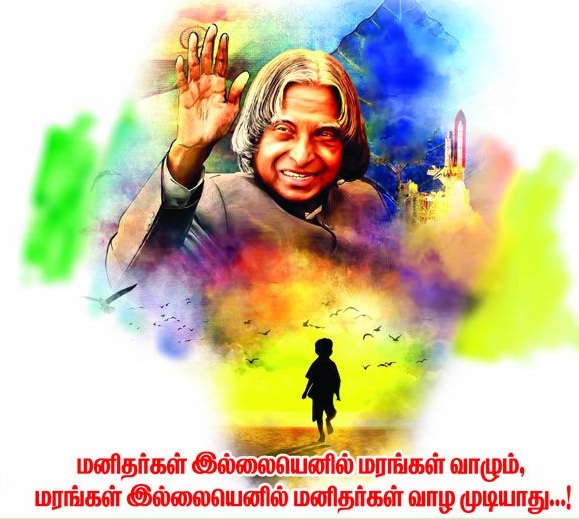 மனிதர்கள் இல்லையெனில் மரங்கள் வாழும்,
மரங்கள் இல்லையெனில் மனிதர்கள் வாழ முடியாது...!